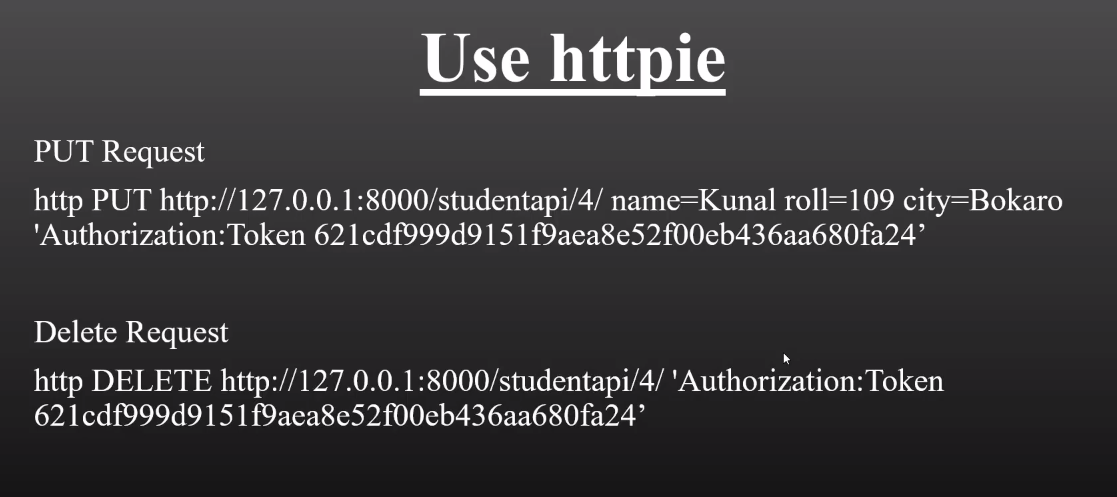 Use httpie
PUT Request
http PUT http://127.0.0.1:8000/studentapi/4/ name=Kunal roll=109 city=Bokaro
'Authorization:Token 621cdf999d9151f9aea8e52f00eb436aa680fa24’
Delete Request
http DELETE http://127.0.0.1:8000/studentapi/4/ 'Authorization:Token
621cdf999d9151f9aea8e52f00eb436aa680fa24’